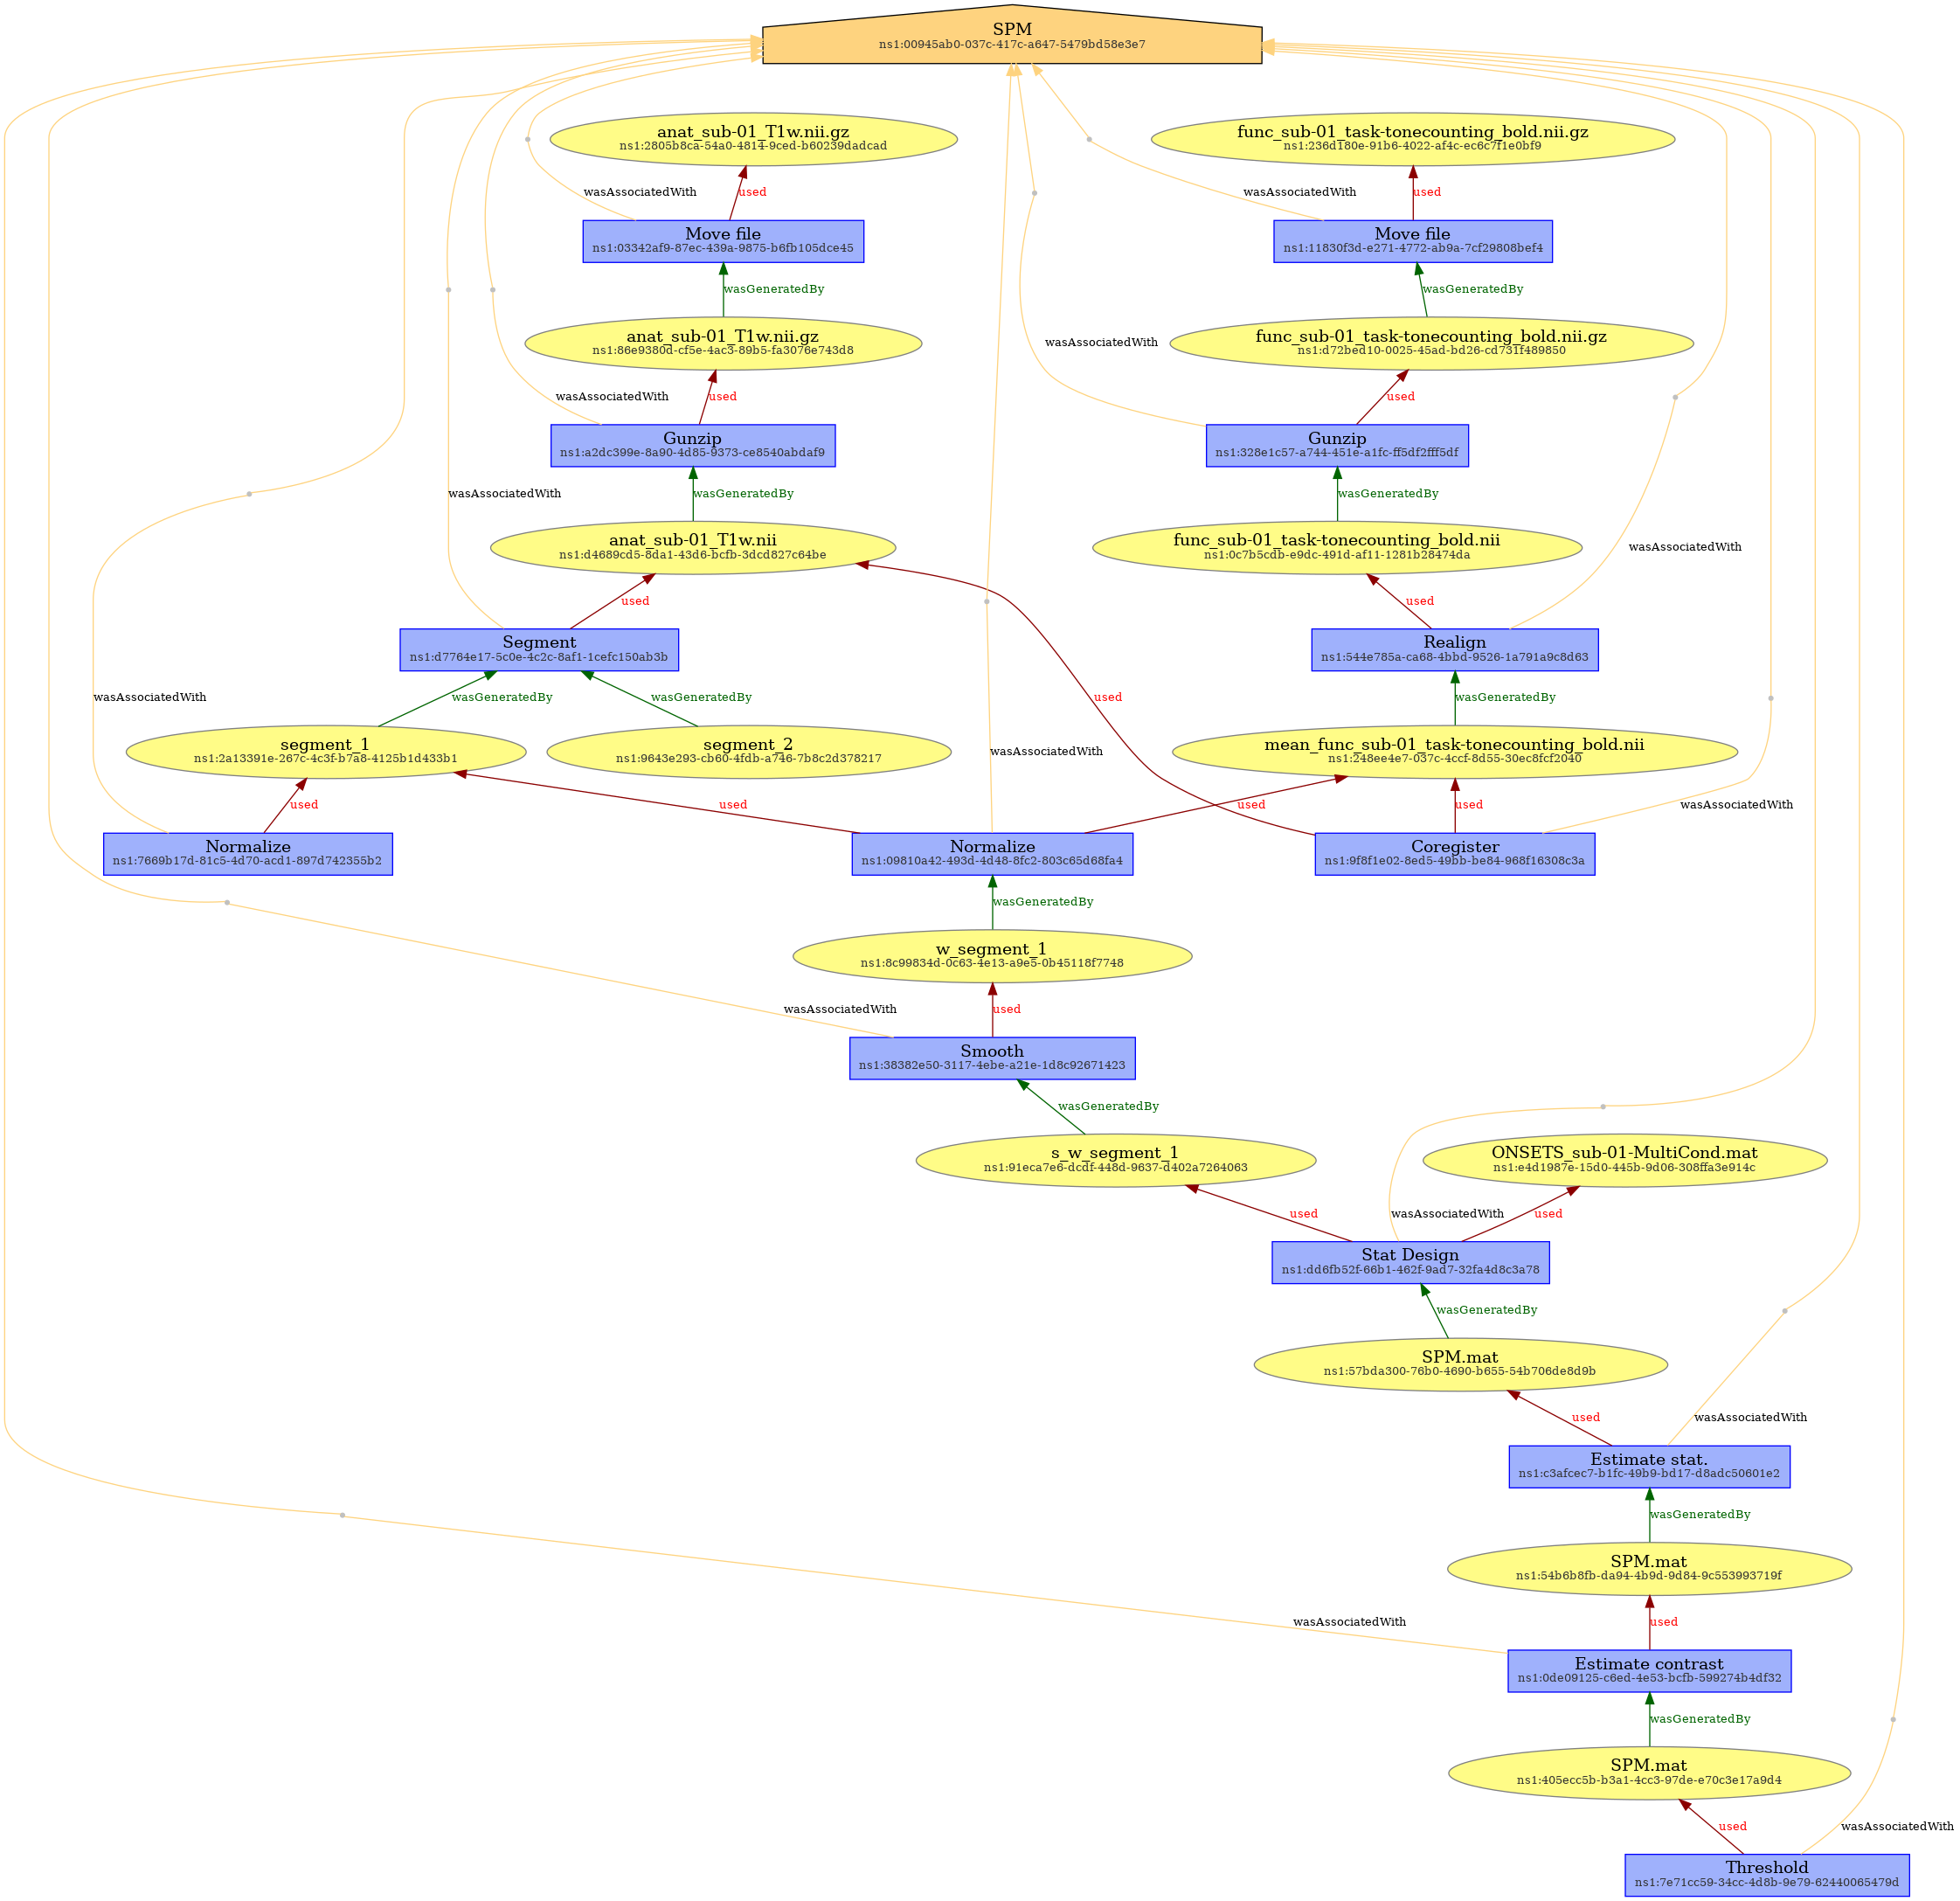 SPM
ns1:00945ab0-037c-417c-a647-5479bd58e3e7
anat_sub-01_T1w.nii.gz
ns1:2805b8ca-54a0-4814-9ced-b60239dadcad
func_sub-01_task-tonecounting_bold.nii.gz
ns1:236d180e-91b6-4022-af4c-ec6c7f1e0bf9
wasAssociatedWith
used
wasAssociatedWith
used
Move file
ns1:03342af9-87ec-439a-9875-b6fb105dce45
Move file
ns1:11830f3d-e271-4772-ab9a-7cf29808bef4
wasGeneratedBy
wasGeneratedBy
anat_sub-01_T1w.nii.gz
ns1:86e9380d-cf5e-4ac3-89b5-fa3076e743d8
wasAssociatedWith
func_sub-01_task-tonecounting_bold.nii.gz
ns1:d72bed10-0025-45ad-bd26-cd731f489850
wasAssociatedWith
used
used
Gunzip
ns1:a2dc399e-8a90-4d85-9373-ce8540abdaf9
Gunzip
ns1:328e1c57-a744-451e-a1fc-ff5df2fff5df
wasAssociatedWith
wasGeneratedBy
wasGeneratedBy
anat_sub-01_T1w.nii
ns1:d4689cd5-8da1-43d6-bcfb-3dcd827c64be
func_sub-01_task-tonecounting_bold.nii
ns1:0c7b5cdb-e9dc-491d-af11-1281b28474da
wasAssociatedWith
used
used
Segment
ns1:d7764e17-5c0e-4c2c-8af1-1cefc150ab3b
Realign
ns1:544e785a-ca68-4bbd-9526-1a791a9c8d63
wasAssociatedWith
wasGeneratedBy
wasGeneratedBy
used
wasGeneratedBy
segment_1
ns1:2a13391e-267c-4c3f-b7a8-4125b1d433b1
segment_2
ns1:9643e293-cb60-4fdb-a746-7b8c2d378217
wasAssociatedWith
mean_func_sub-01_task-tonecounting_bold.nii
ns1:248ee4e7-037c-4ccf-8d55-30ec8fcf2040
used
used
used
used
wasAssociatedWith
Normalize
ns1:7669b17d-81c5-4d70-acd1-897d742355b2
Normalize
ns1:09810a42-493d-4d48-8fc2-803c65d68fa4
Coregister
ns1:9f8f1e02-8ed5-49bb-be84-968f16308c3a
wasGeneratedBy
w_segment_1
ns1:8c99834d-0c63-4e13-a9e5-0b45118f7748
wasAssociatedWith
used
Smooth
ns1:38382e50-3117-4ebe-a21e-1d8c92671423
wasGeneratedBy
s_w_segment_1
ns1:91eca7e6-dcdf-448d-9637-d402a7264063
ONSETS_sub-01-MultiCond.mat
ns1:e4d1987e-15d0-445b-9d06-308ffa3e914c
used
wasAssociatedWith
used
Stat Design
ns1:dd6fb52f-66b1-462f-9ad7-32fa4d8c3a78
wasGeneratedBy
SPM.mat
ns1:57bda300-76b0-4690-b655-54b706de8d9b
used
wasAssociatedWith
Estimate stat.
ns1:c3afcec7-b1fc-49b9-bd17-d8adc50601e2
wasGeneratedBy
SPM.mat
ns1:54b6b8fb-da94-4b9d-9d84-9c553993719f
wasAssociatedWith
used
Estimate contrast
ns1:0de09125-c6ed-4e53-bcfb-599274b4df32
wasGeneratedBy
SPM.mat
ns1:405ecc5b-b3a1-4cc3-97de-e70c3e17a9d4
used
wasAssociatedWith
Threshold
ns1:7e71cc59-34cc-4d8b-9e79-62440065479d